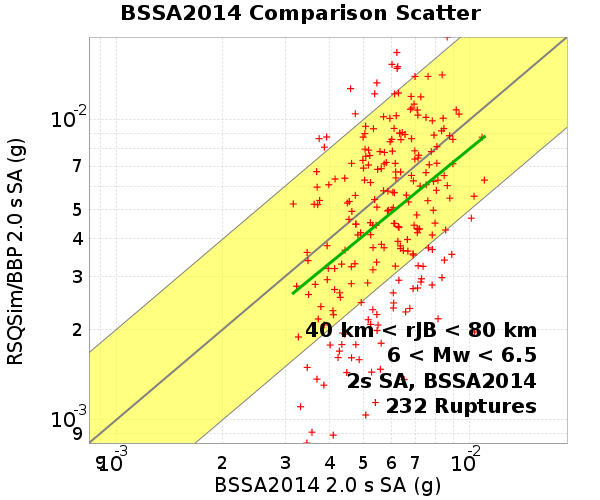 BSSA2014 Comparison Scatter
RSQSim/BBP 2.0 s SA (g)
10^-2
7
5
4
3
2
10^-3
9
40 km < rJB < 80 km
6 < Mw < 6.5
2s SA, BSSA2014
232 Ruptures
9 10^-3 2 3 4 5 6 7 10^-2
BSSA2014 2.0 s SA (g)